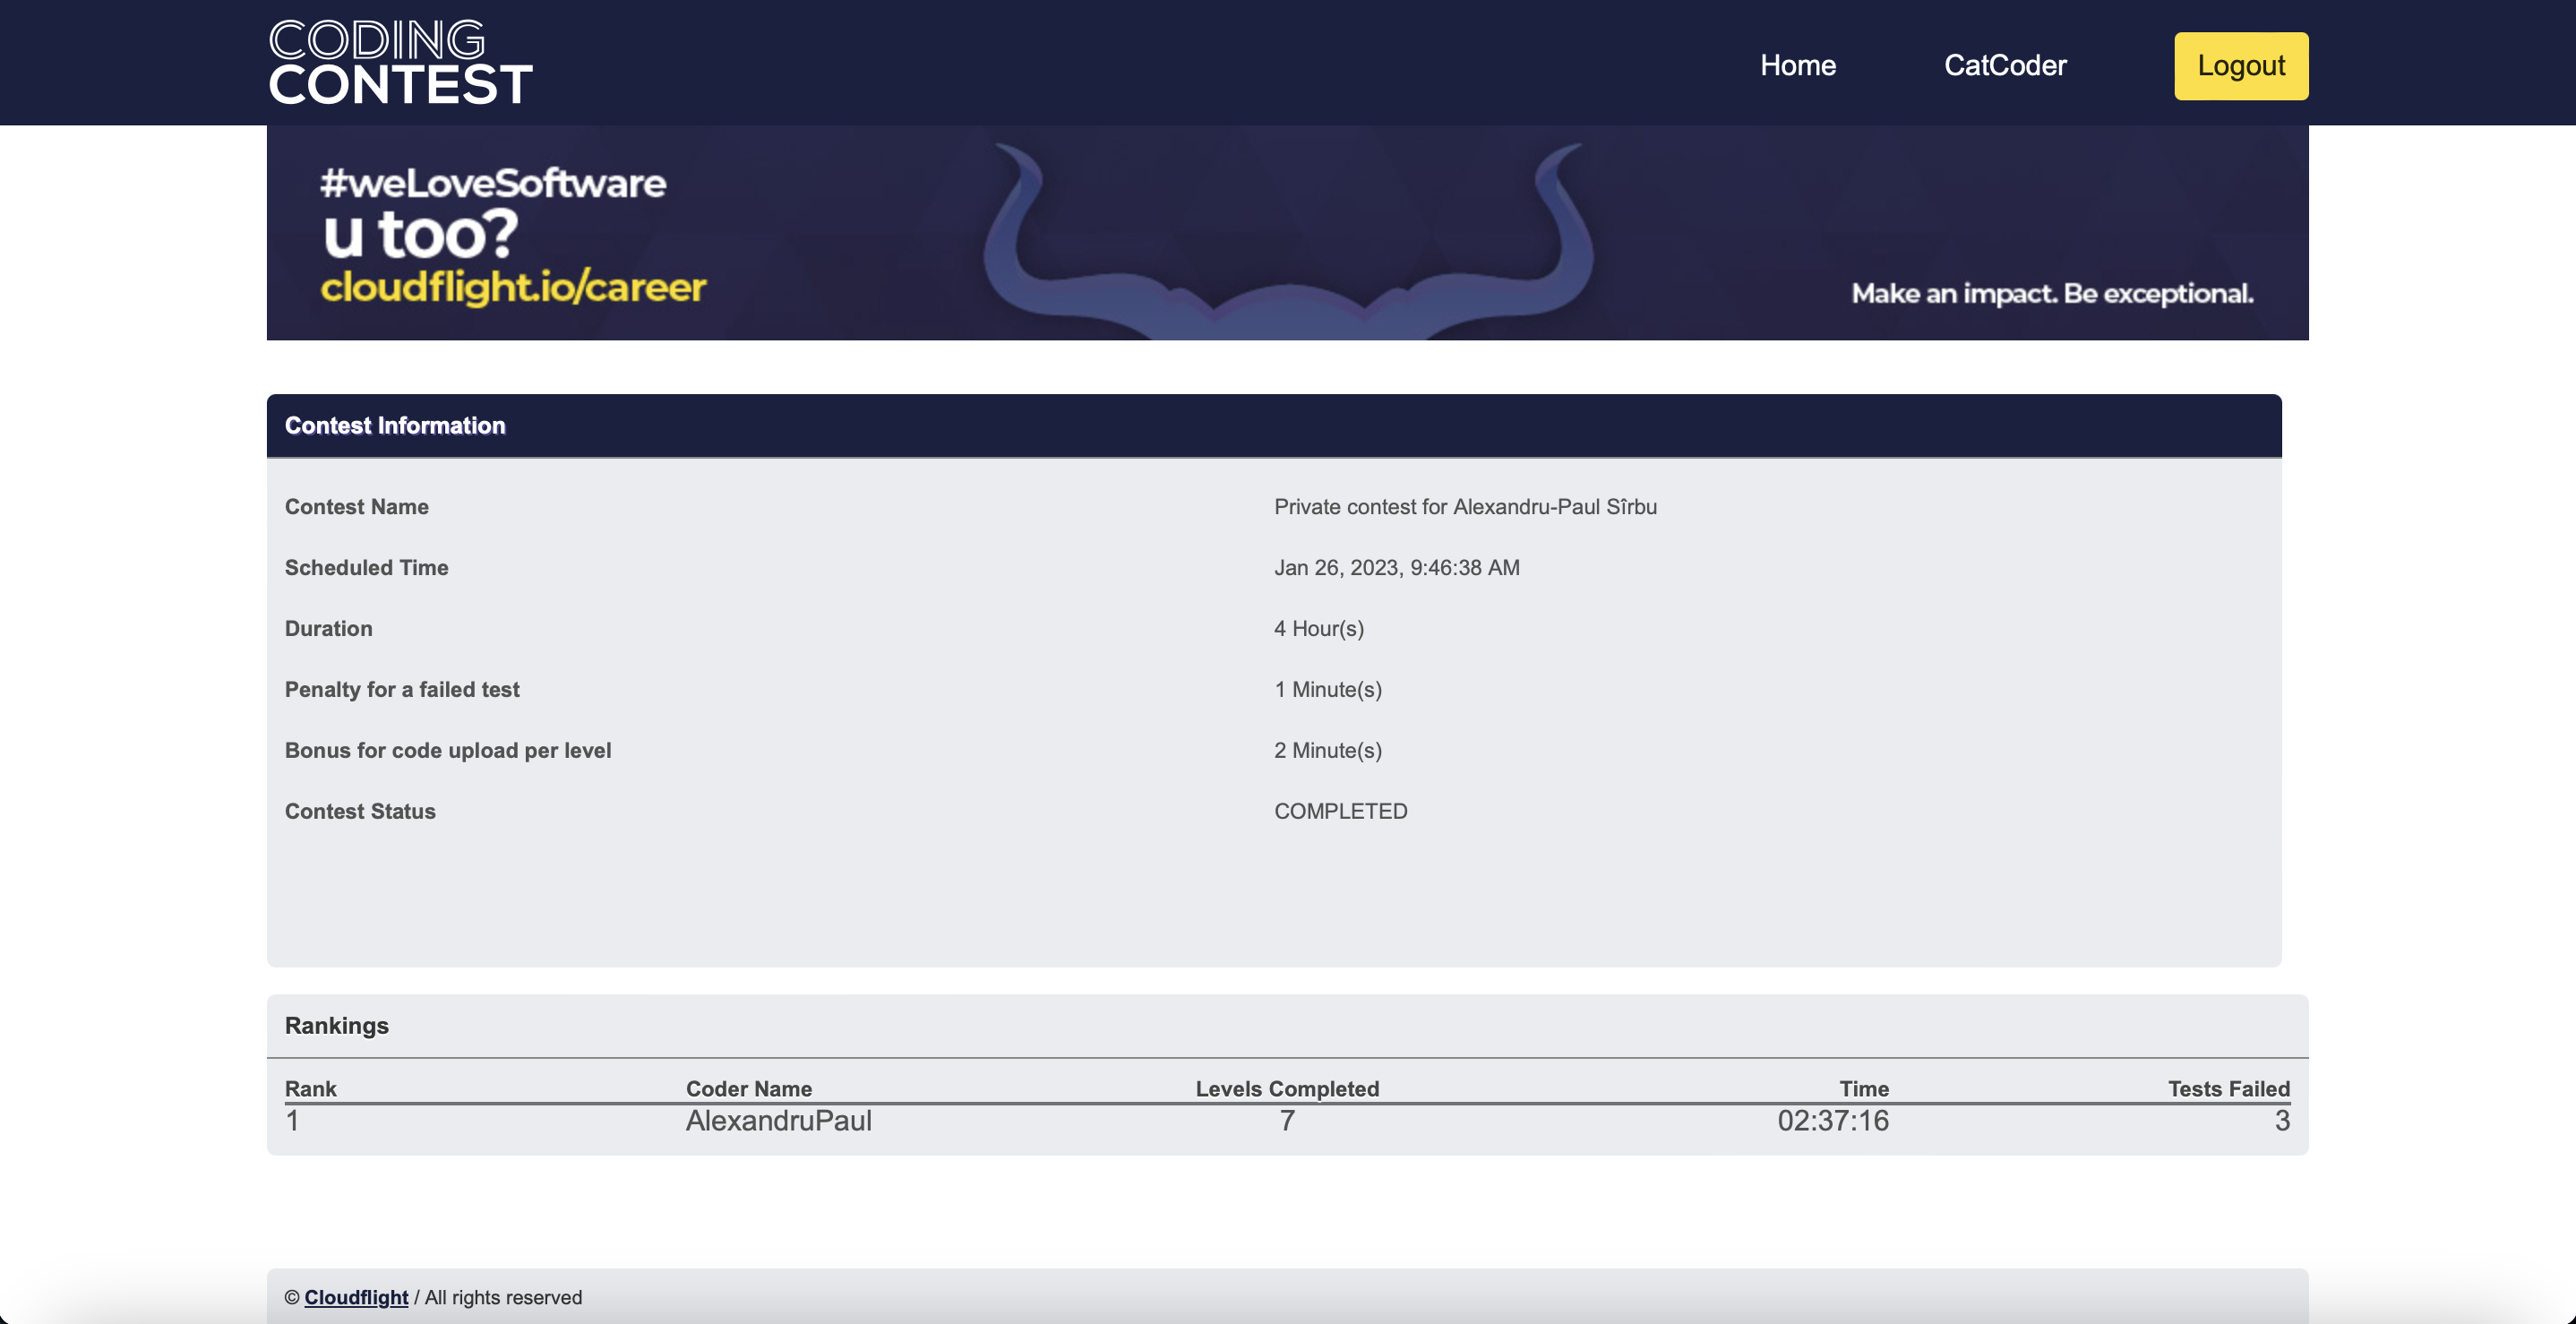 CODING
CONTEST
Home
CatCoder
Logout
#weLoveSoftware
u too?
cloudflight.io/career
Make an impact. Be exceptional.
Contest Information
Contest Name Private contest for Alexandru-Paul Sîrbu
Scheduled Time Jan 26, 2023, 9:46:38 AM
Duration 4 Hour(s)
Penalty for a failed test 1 Minute(s)
Bonus for code upload per level 2 Minute(s)
Contest Status COMPLETED
Rankings
Rank Coder Name Levels Completed Time Tests Failed
1 AlexandruPaul 7 02:37:16 3
© Cloudflight / All rights reserved